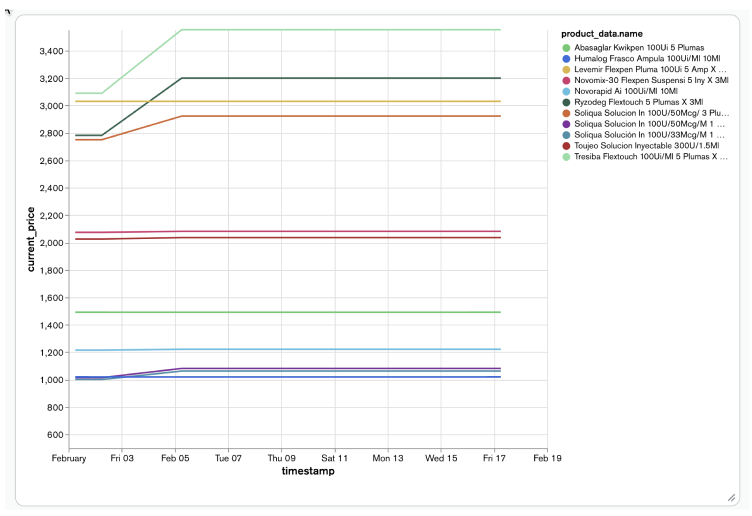 product_data.name
Abasaglar Kwikpen 100Ui 5 Plumas
Humalog Frasco Ampula 100Ui/Ml 10Ml
Levemir Flexpen Pluma 100Ui 5 Amp X ...
Novomix-30 Flexpen Suspensi 5 Iny X 3Ml
Novorapid Ai 100Ui/Ml 10Ml
Ryzodeg Flextouch 5 Plumas X 3Ml
Soliqua Solucion In 100U/50Mcg/ 3 Plu...
Soliqua Solucion In 100U/50Mcg/M 1 ...
Soliqua Solución In 100U/33Mcg/M 1 ...
Toujeo Solucion Inyectable 300U/1.5Ml
Tresiba Flextouch 100Ui/Ml 5 Plumas X ...
3,400
3,200
3,000
2,800
2,600
2,400
2,200
2,000
1,800
1,600
1,400
1,200
1,000
800
600
current_price
February
Fri 03
Feb 05
Tue 07
Thu 09
Sat 11
Mon 13
Wed 15
Fri 17
Feb 19
timestamp